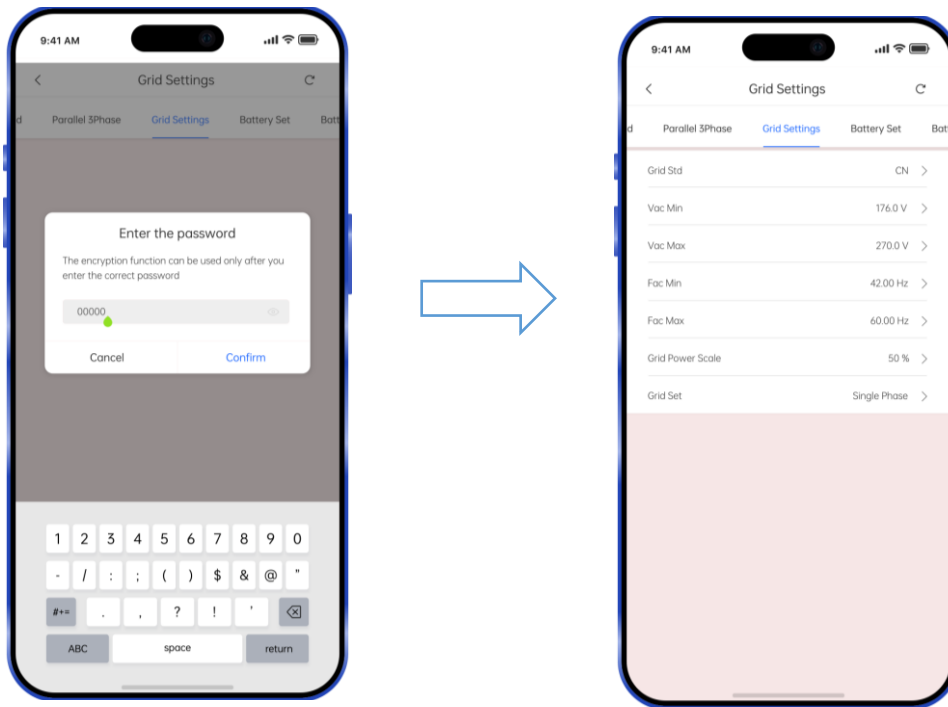 9:41 AM
Grid Settings
d Parallel 3Phase Grid Settings Battery Set Batt
Enter the password
The encryption function can be used only after you
enter the correct password
00000
Cancel Confirm
1 2 3 4 5 6 7 8 9 0
- / : ; ( ) $ & @ "
#+= . , ? ! '
ABC space return
9:41 AM
Grid Settings
d Parallel 3Phase Grid Settings Battery Set Bat
Grid Std CN
Vac Min 176.0 V
Vac Max 270.0 V
Fac Min 42.00 Hz
Fac Max 60.00 Hz
Grid Power Scale 50 %
Grid Set Single Phase